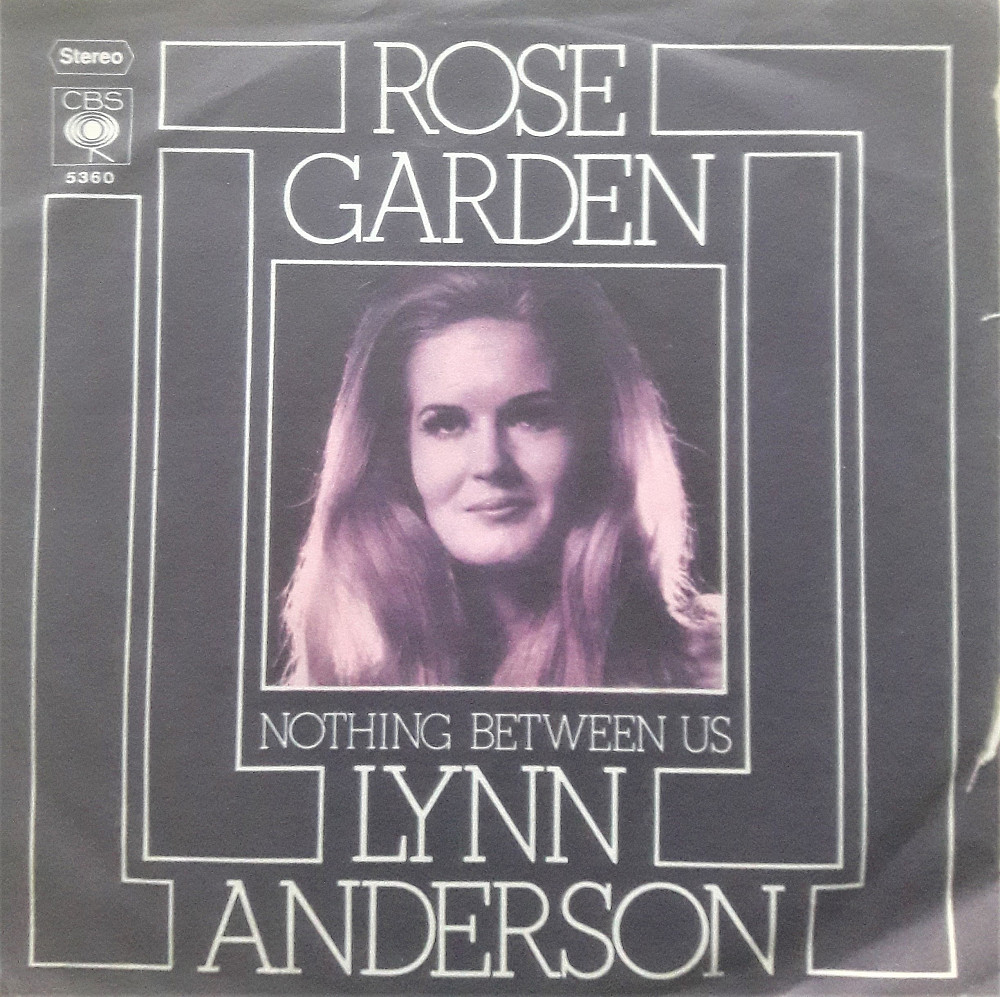 Stereo
CBS
5360
ROSE
GARDEN
NOTHING BETWEEN US
LYNN
ANDERSON